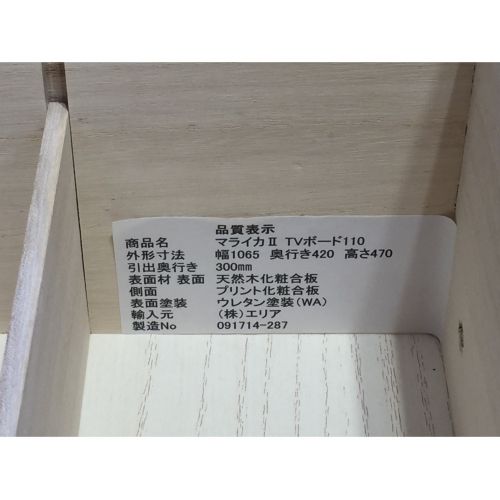 品質表示
商品名 マライカⅡ TVボード110
外形寸法 幅1065 奥行き420 高さ470
引出奥行き 300mm
表面材 表面 天然木化粧合板
側面 プリント化粧合板
表面塗装 ウレタン塗装(WA)
輸入元 (株)エリア
製造No 091714-287